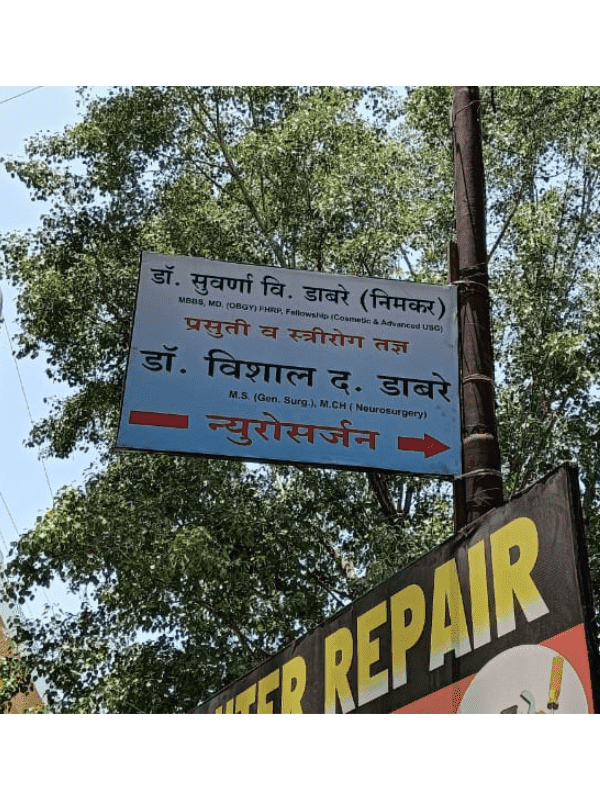 डॉ. सुवर्णा वि. डाबरे (निमकर)
MBBS, MD. (OBGY) FHRP, Fellowship (Cosmetic & Advanced USG)
प्रसुती व स्त्रीरोग तज्ञ
डॉ. विशाल द. डाबरे
M.S. (Gen. Surg.), M.CH ( Neurosurgery)
न्युरोसर्जन
REPAIR